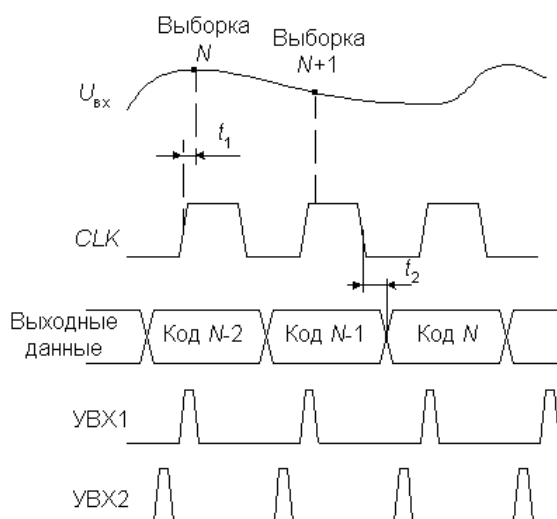 Выборка
N
Выборка
N+1
Uвх
t1
CLK
t2
Выходные
данные
Код N-2
Код N-1
Код N
УВХ1
УВХ2